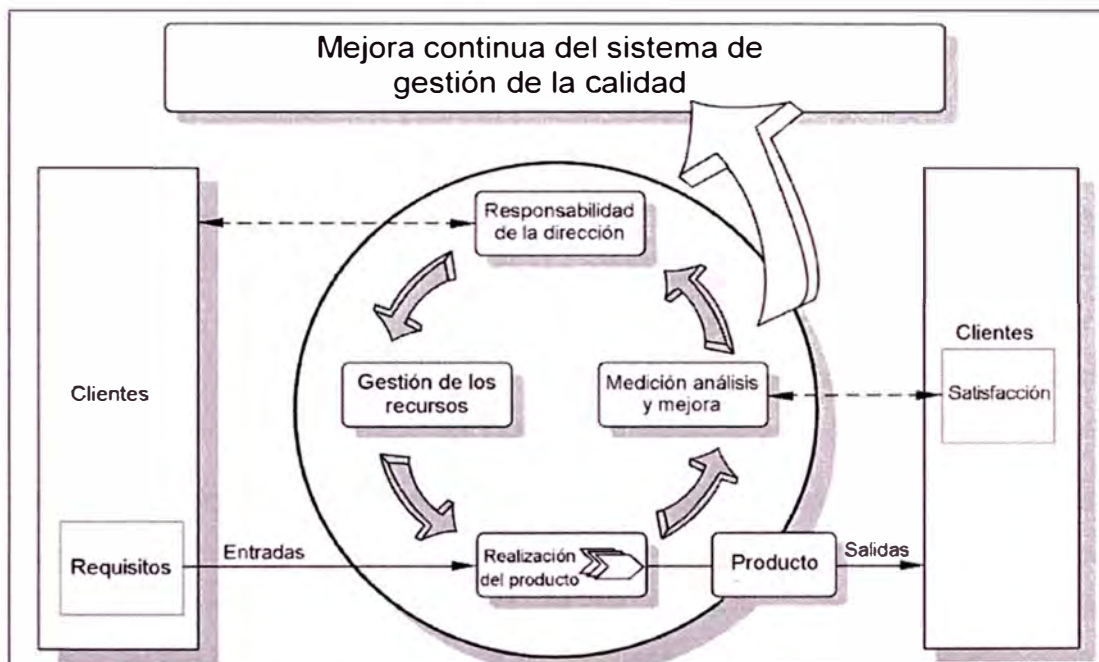 Mejora continua del sistema de
gestión de la calidad
Responsabilidad
de la dirección
Clientes
Gestión de los
recursos
Medición análisis
y mejora
Clientes
Satisfacción
Requisitos
Entradas
Realización
del producto
Producto
Salidas